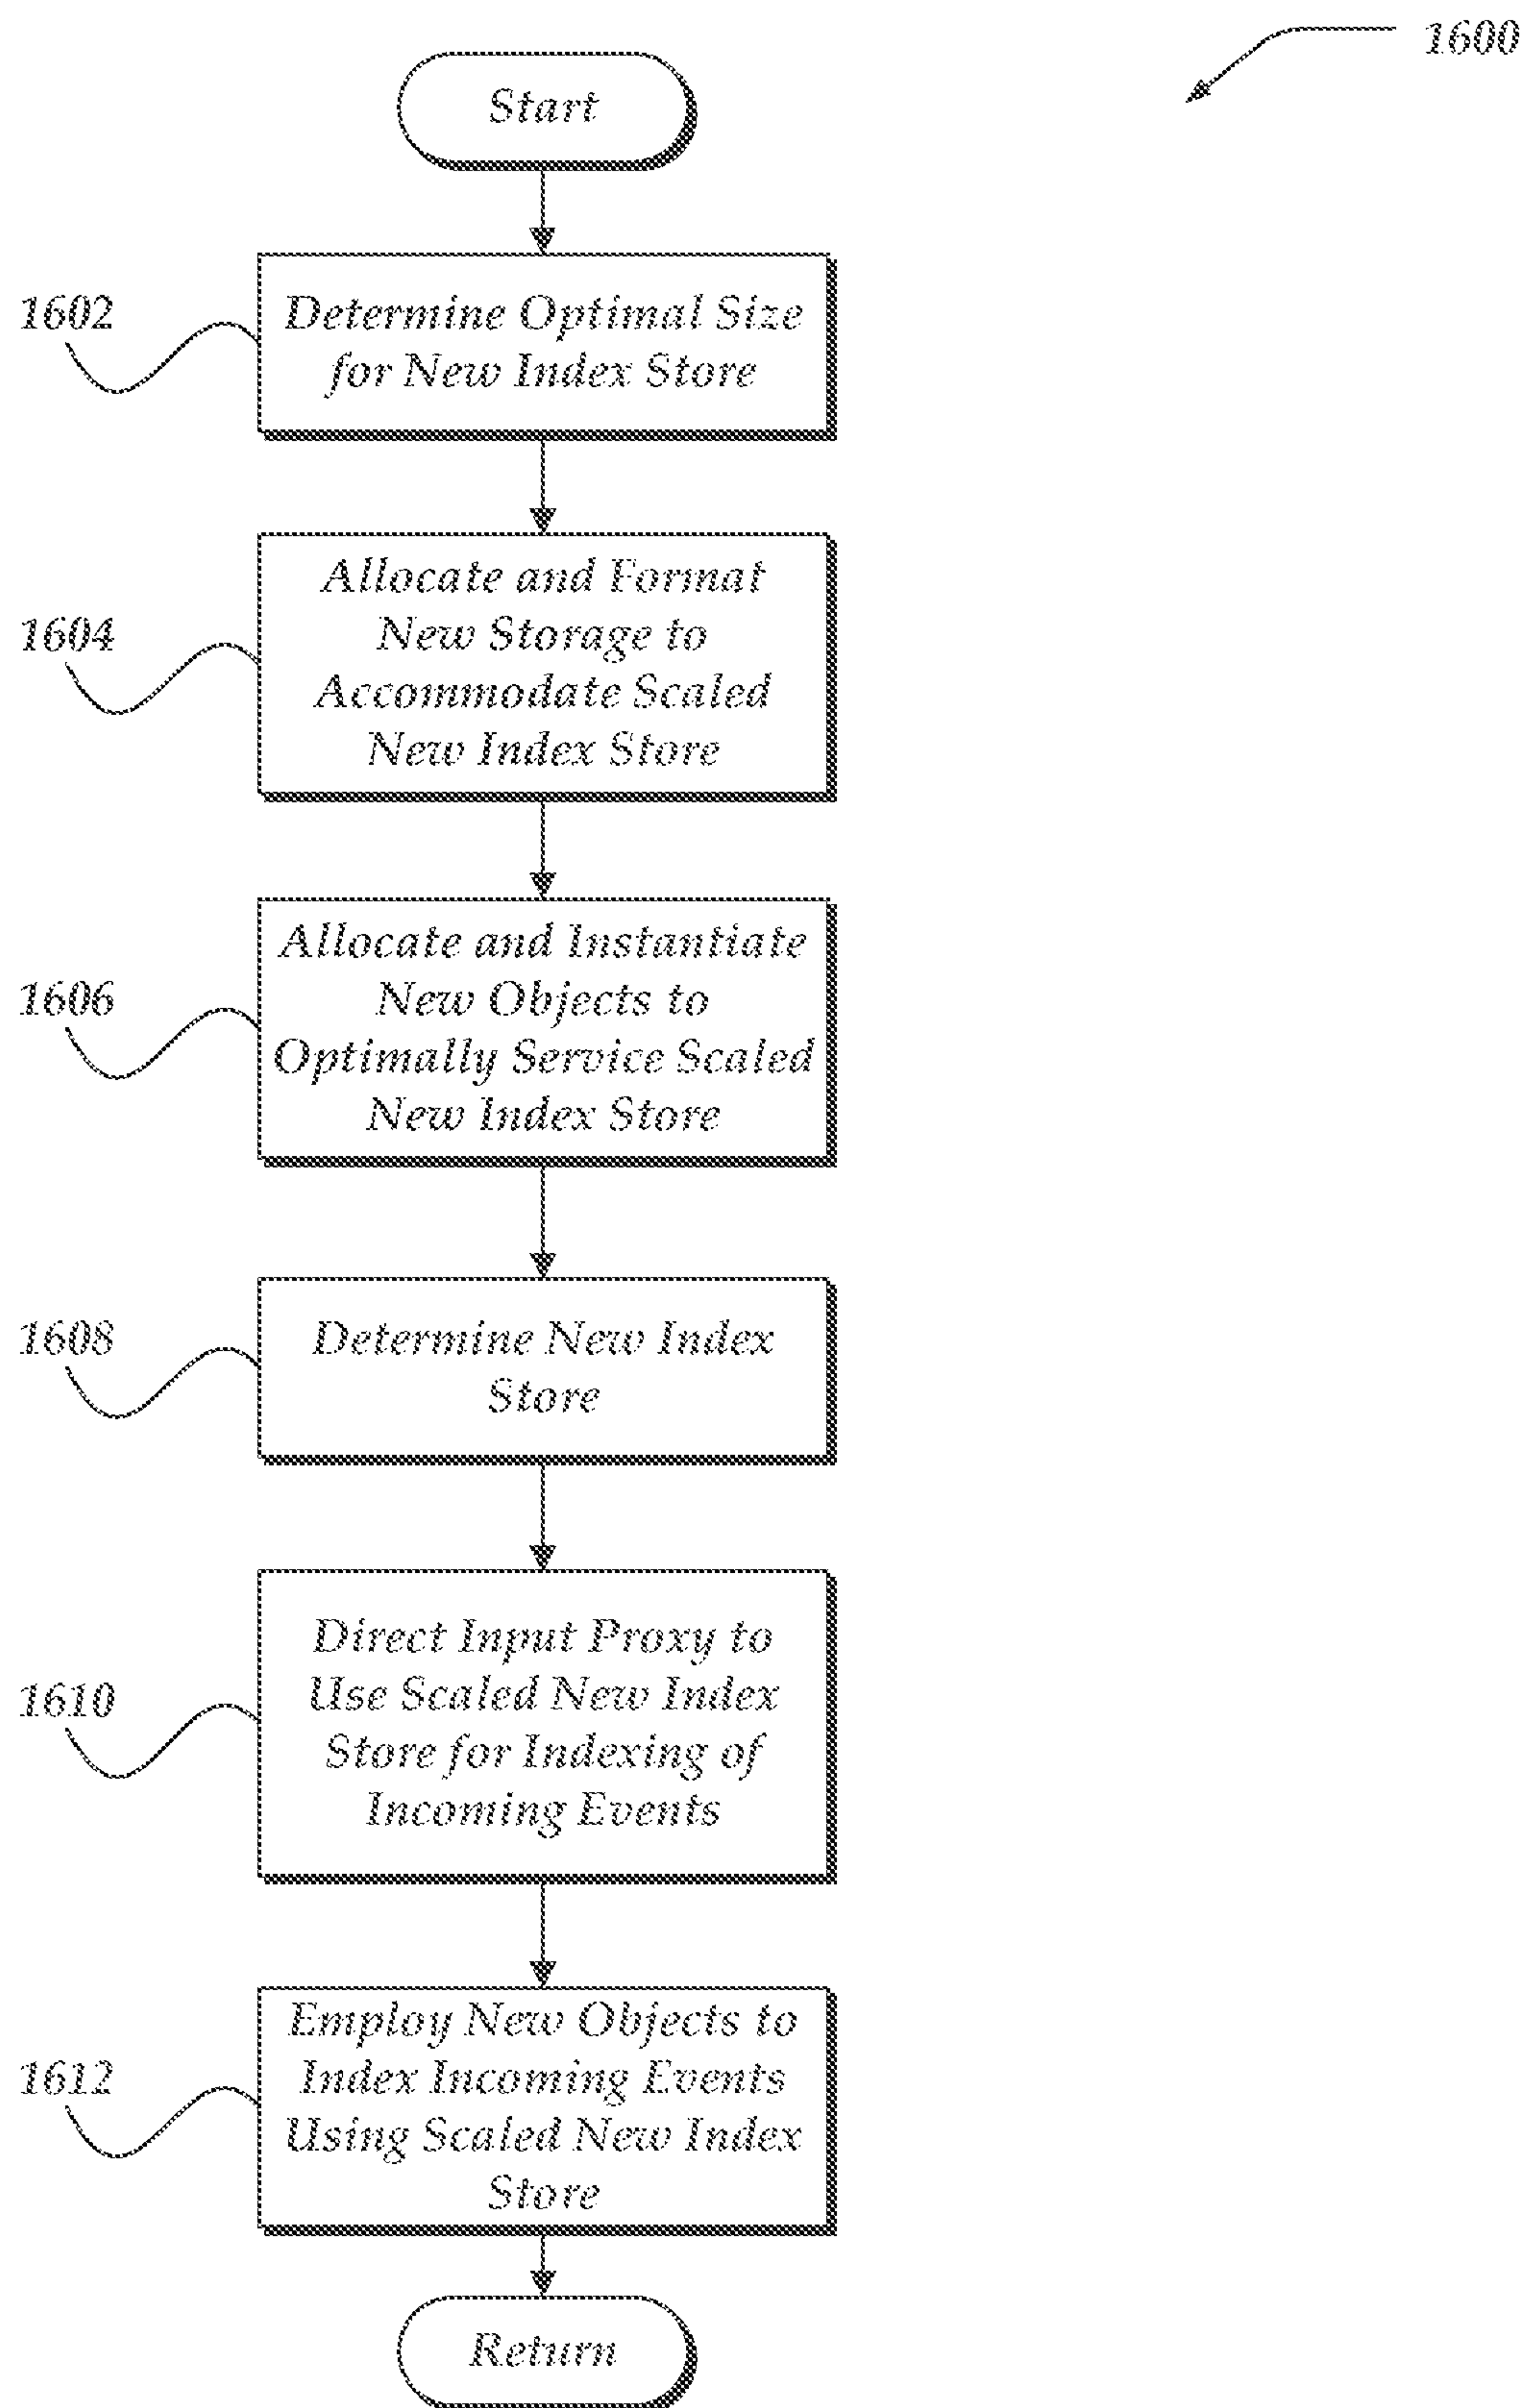 1600
Start
1602
Determine Optimal Size
for New Index Store
1604
Allocate and Format
New Storage to
Accommodate Scaled
New Index Store
1606
Allocate and Instantiate
New Objects to
Optimally Service Scaled
New Index Store
1608
Determine New Index
Store
1610
Direct Input Proxy to
Use Scaled New Index
Store for Indexing of
Incoming Events
1612
Employ New Objects to
Index Incoming Events
Using Scaled New Index
Store
Return